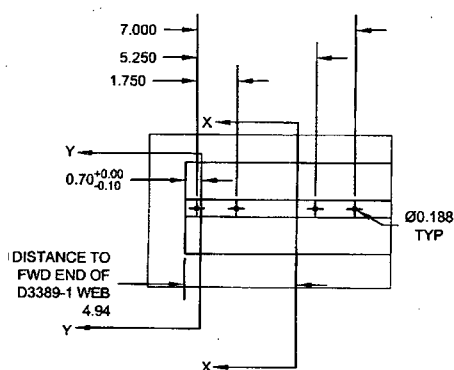 7.000
5.250
1.750
X
Y
0.70+0.00
-0.10
Ø0.188
TYP
DISTANCE TO
FWD END OF
D3389-1 WEB
4.94
Y
X